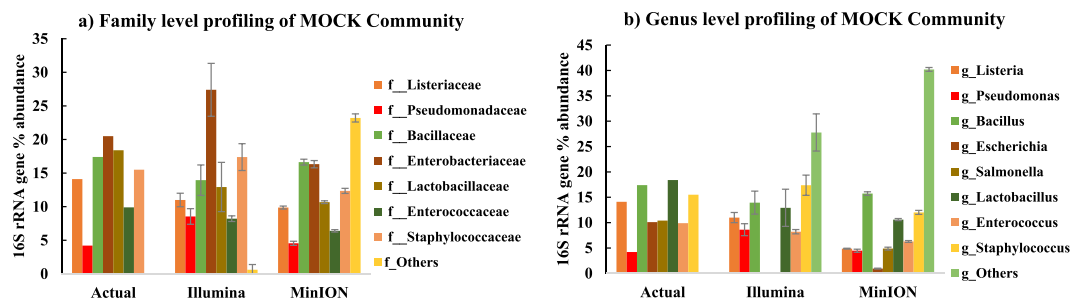 a) Family level profiling of MOCK Community
16S rRNA gene % abundance
35
30
25
20
15
10
5
0
Actual
Illumina
MinION
f__Listeriaceae
f__Pseudomonadaceae
f__Bacillaceae
f__Enterobacteriaceae
f__Lactobacillaceae
f__Enterococcaceae
f__Staphylococcaceae
f_Others
b) Genus level profiling of MOCK Community
16S rRNA gene % abundance
45
40
35
30
25
20
15
10
5
0
Actual
Illumina
MinION
g_Listeria
g_Pseudomonas
g_Bacillus
g_Escherichia
g_Salmonella
g_Lactobacillus
g_Enterococcus
g_Staphylococcus
g_Others